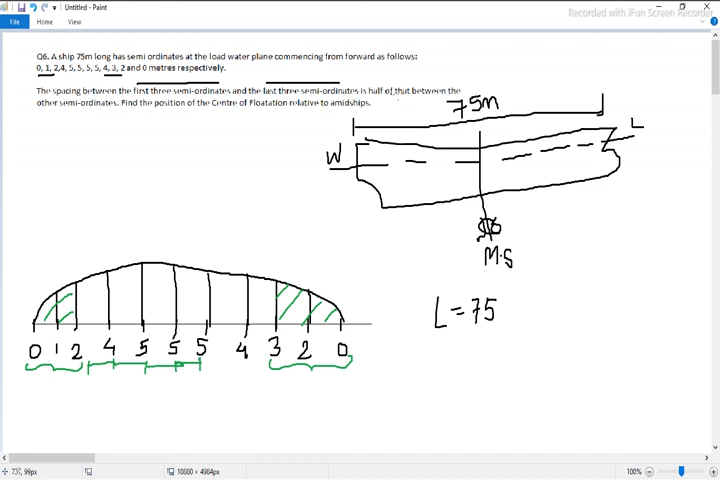 Untitled - Paint
File Home View
Recorded with iFun Screen Recorder
Q6. A ship 75m long has semi ordinates at the load water plane commencing from forward as follows:
0, 1, 2,4, 5, 5, 5, 5, 4, 3, 2 and 0 metres respectively.
The spacing between the first three semi-ordinates and the last three semi-ordinates is half of that between the
other semi-ordinates. Find the position of the Centre of Floatation relative to amidships.
75m
W
L
M.S
L = 75
0 1 2 4 5 5 5 4 3 2 0
10880 × 4984px
100%